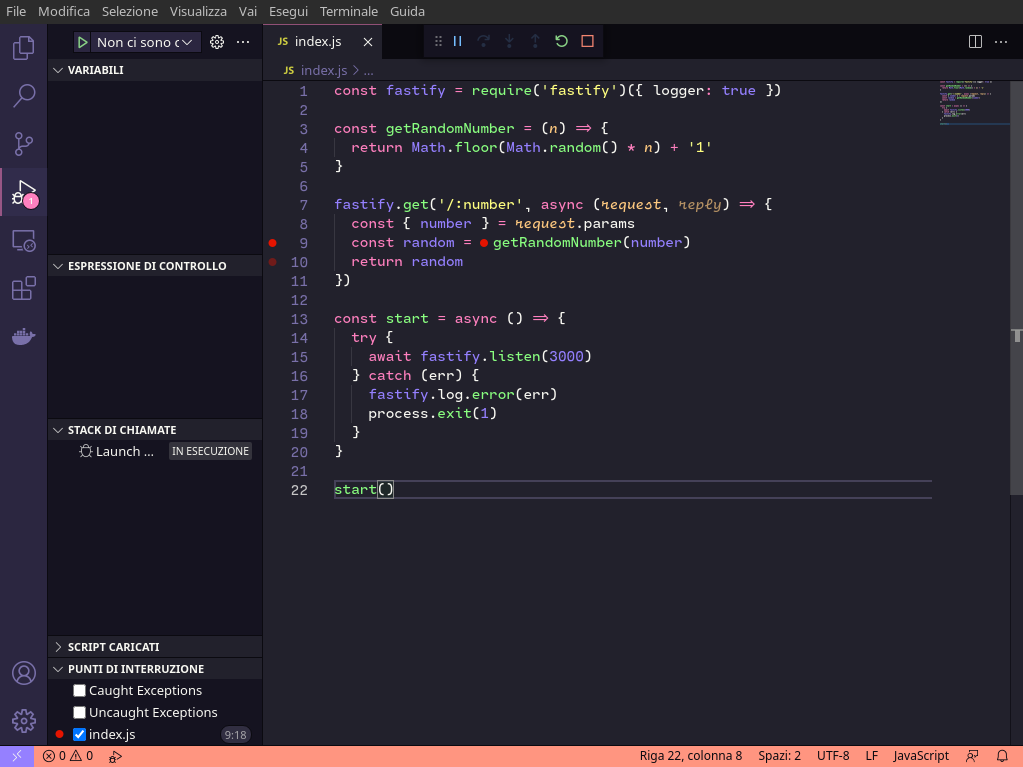 File Modifica Selezione Visualizza Vai Esegui Terminale Guida
Non ci sono c
JS index.js
VARIABILI
JS index.js > ...
1 const fastify = require('fastify')({ logger: true })
2
3 const getRandomNumber = (n) => {
4 return Math.floor(Math.random() * n) + '1'
5 }
6
7 fastify.get('/:number', async (request, reply) => {
8 const { number } = request.params
9 const random = getRandomNumber(number)
10 return random
11 })
12
13 const start = async () => {
14 try {
15 await fastify.listen(3000)
16 } catch (err) {
17 fastify.log.error(err)
18 process.exit(1)
19 }
20 }
21
22 start()
1
ESPRESSIONE DI CONTROLLO
STACK DI CHIAMATE
Launch ... IN ESECUZIONE
SCRIPT CARICATI
PUNTI DI INTERRUZIONE
Caught Exceptions
Uncaught Exceptions
index.js 9:18
0 0 Riga 22, colonna 8 Spazi: 2 UTF-8 LF JavaScript